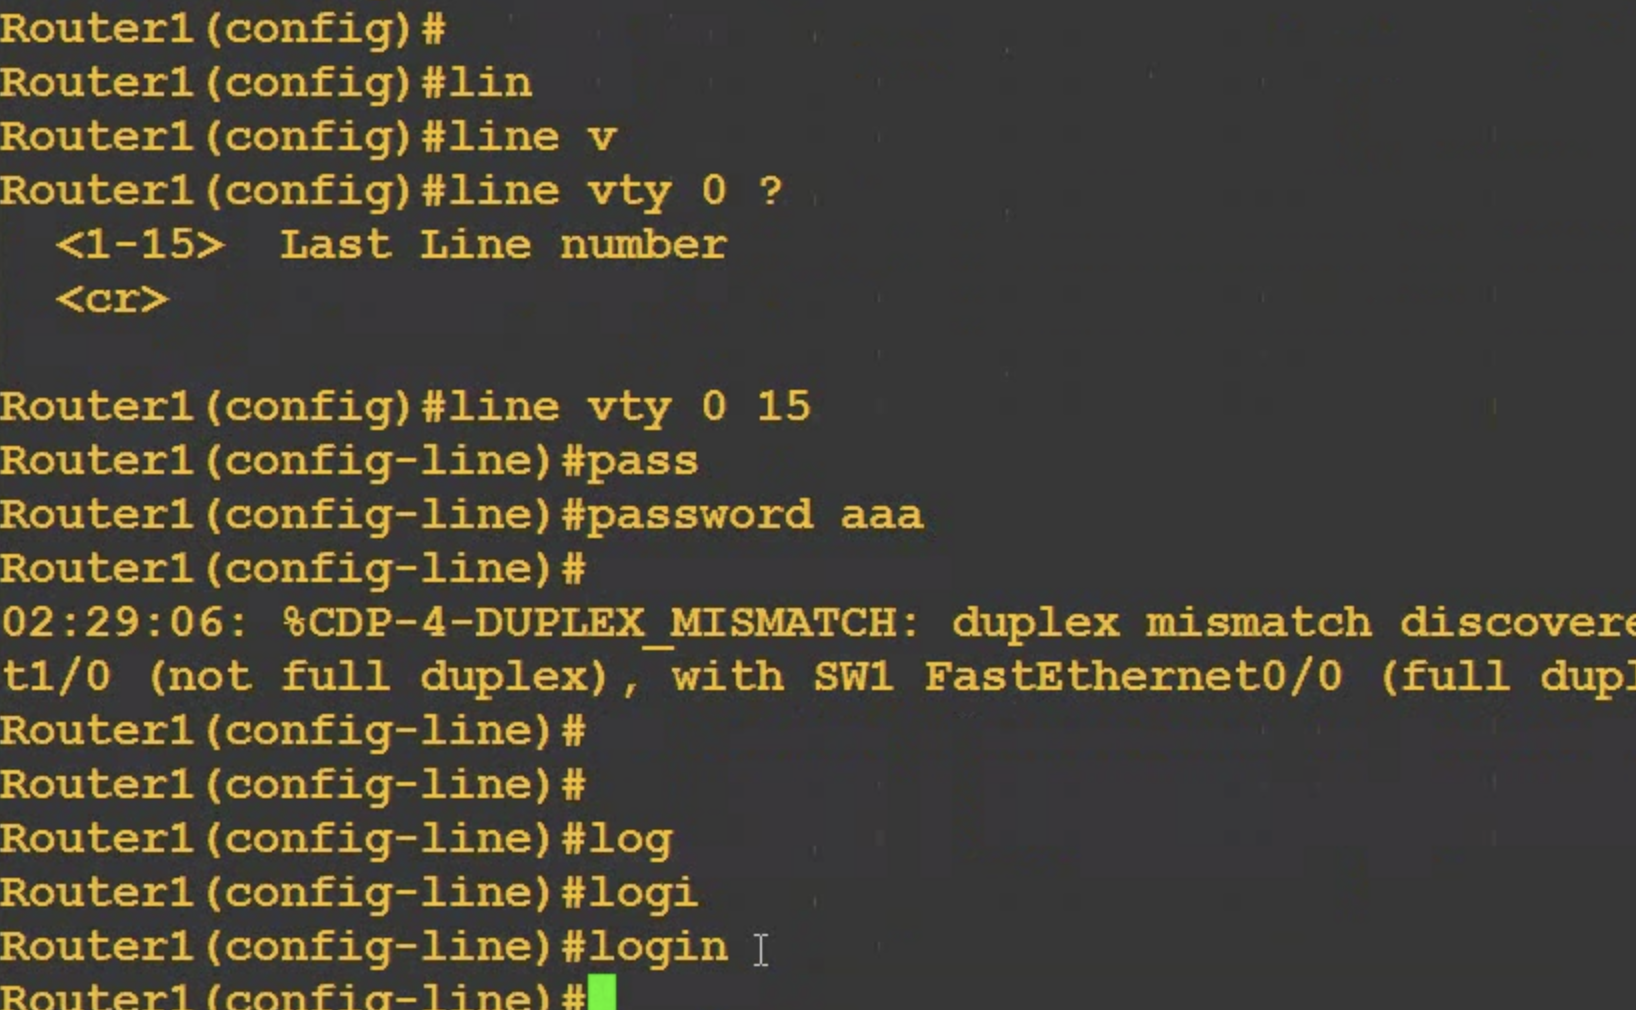 Router1(config)#
Router1(config)#lin
Router1(config)#line v
Router1(config)#line vty 0 ?
  <1-15>  Last Line number
  <cr>
Router1(config)#line vty 0 15
Router1(config-line)#pass
Router1(config-line)#password aaa
Router1(config-line)#
02:29:06: %CDP-4-DUPLEX_MISMATCH: duplex mismatch discovere
t1/0 (not full duplex), with SW1 FastEthernet0/0 (full dupl
Router1(config-line)#
Router1(config-line)#
Router1(config-line)#log
Router1(config-line)#logi
Router1(config-line)#login
Router1(config-line)#